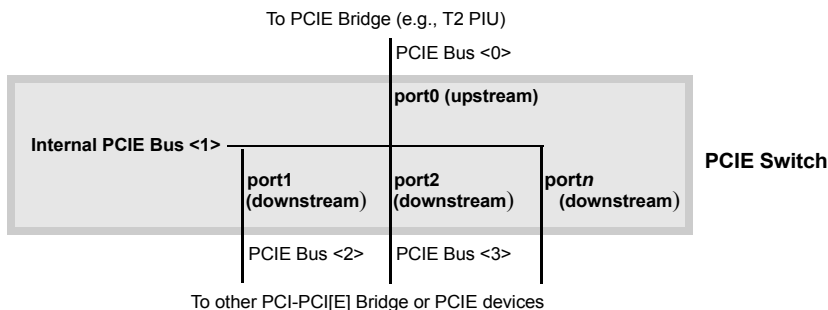 To PCIE Bridge (e.g., T2 PIU)
PCIE Bus <0>
port0 (upstream)
Internal PCIE Bus <1>
PCIE Switch
port1
(downstream)
port2
(downstream)
portn
(downstream)
PCIE Bus <2>
PCIE Bus <3>
To other PCI-PCI[E] Bridge or PCIE devices